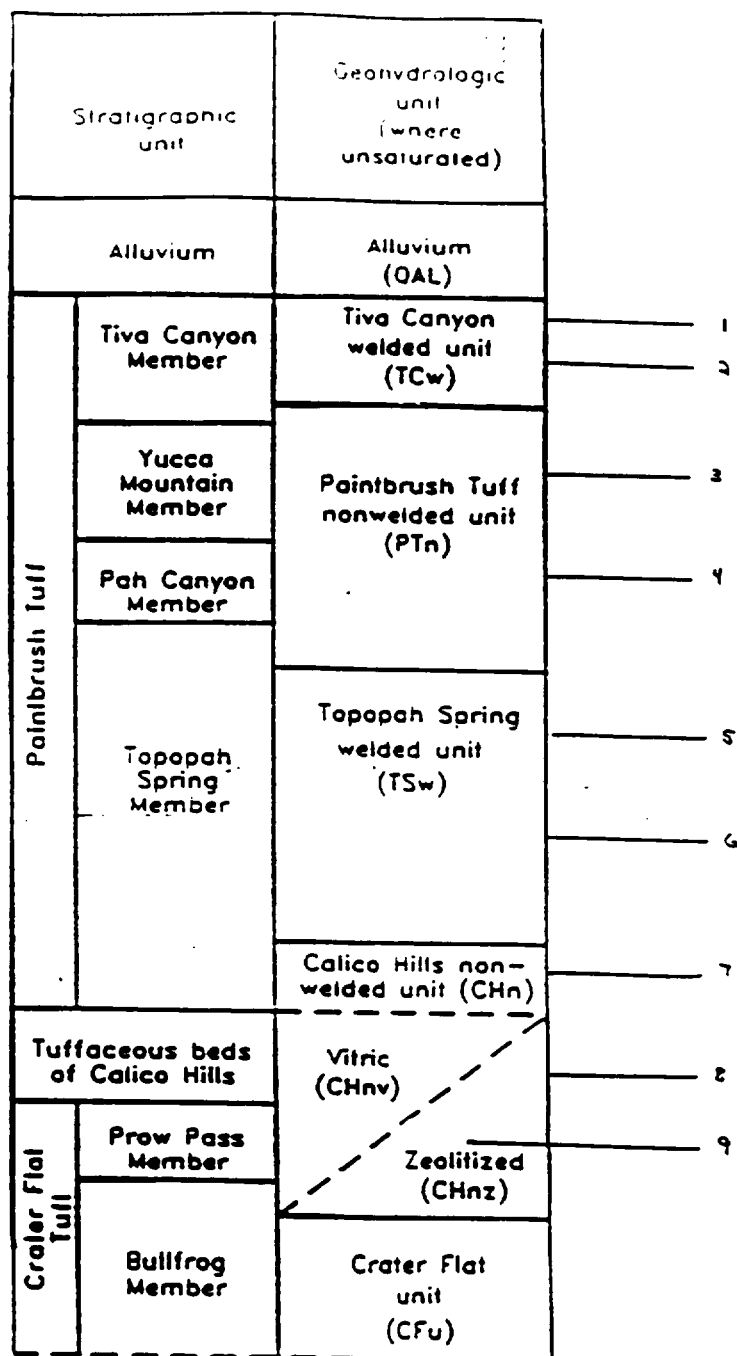 Stratigraphic
unit
Geohydrologic
unit
(where
unsaturated)
Alluvium
Alluvium
(QAL)
Paintbrush Tuff
Tiva Canyon
Member
Tiva Canyon
welded unit
(TCw)
1
2
Yucca
Mountain
Member
Paintbrush Tuff
nonwelded unit
(PTn)
3
Pah Canyon
Member
4
Topopah
Spring
Member
Topopah Spring
welded unit
(TSw)
5
6
Calico Hills non-
welded unit (CHn)
7
Tuffaceous beds
of Calico Hills
Vitric
(CHnv)
8
Crater Flat
Tuff
Prow Pass
Member
Zeolitized
(CHnz)
9
Bullfrog
Member
Crater Flat
unit
(CFu)